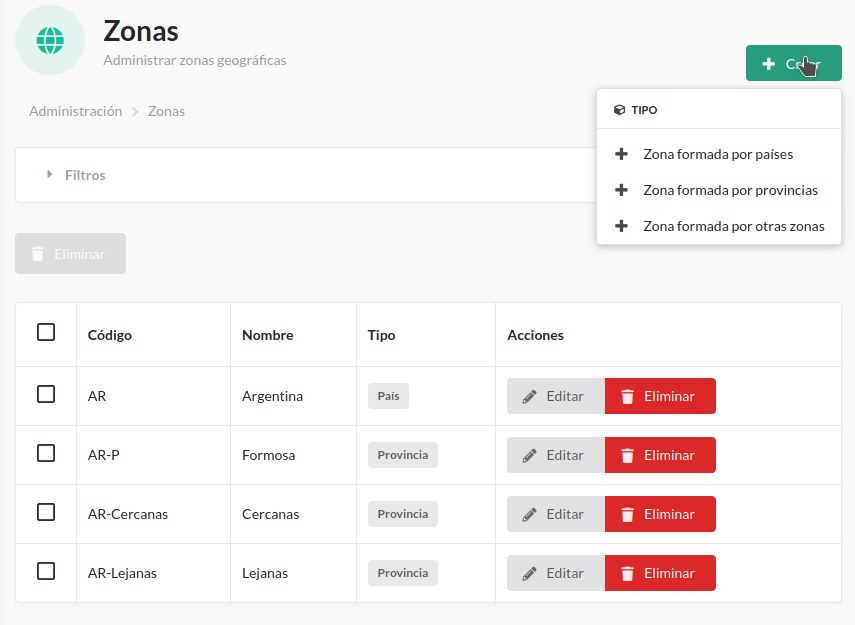 Zonas
Administrar zonas geográficas
Administración
Zonas
TIPO
Zona formada por países
Zona formada por provincias
Zona formada por otras zonas
Filtros
Eliminar
Código Nombre Tipo Acciones
AR Argentina País Editar Eliminar
AR-P Formosa Provincia Editar Eliminar
AR-Cercanas Cercanas Provincia Editar Eliminar
AR-Lejanas Lejanas Provincia Editar Eliminar